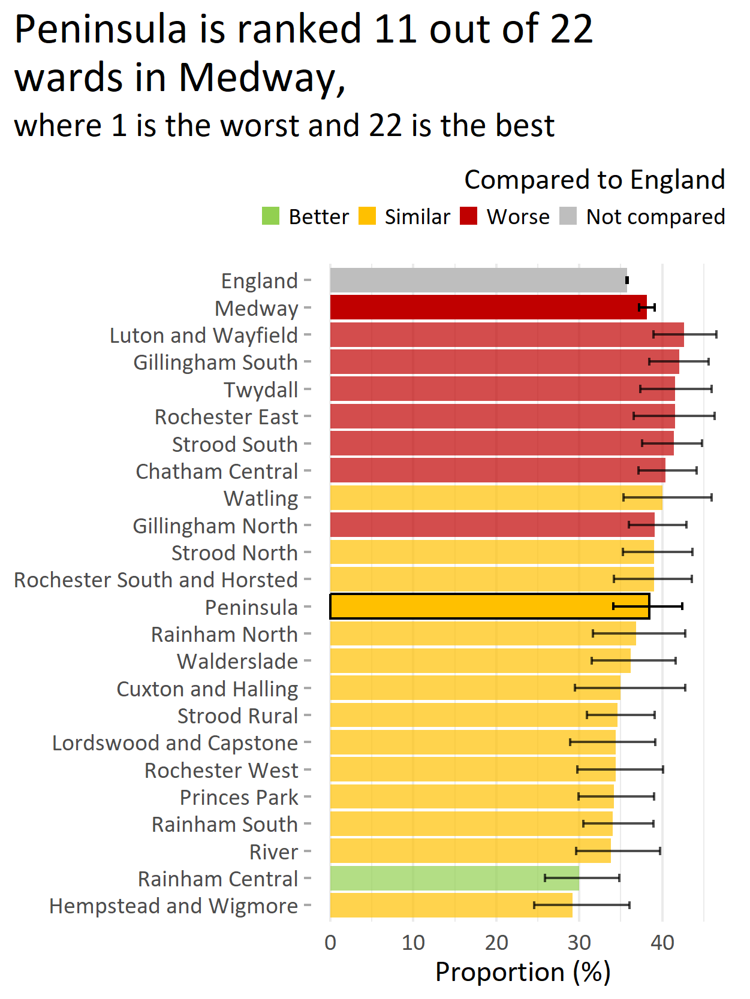 Peninsula is ranked 11 out of 22
wards in Medway,
where 1 is the worst and 22 is the best
Compared to England
Better Similar Worse Not compared
England
Medway
Luton and Wayfield
Gillingham South
Twydall
Rochester East
Strood South
Chatham Central
Watling
Gillingham North
Strood North
Rochester South and Horsted
Peninsula
Rainham North
Walderslade
Cuxton and Halling
Strood Rural
Lordswood and Capstone
Rochester West
Princes Park
Rainham South
River
Rainham Central
Hempstead and Wigmore
0 10 20 30 40
Proportion (%)